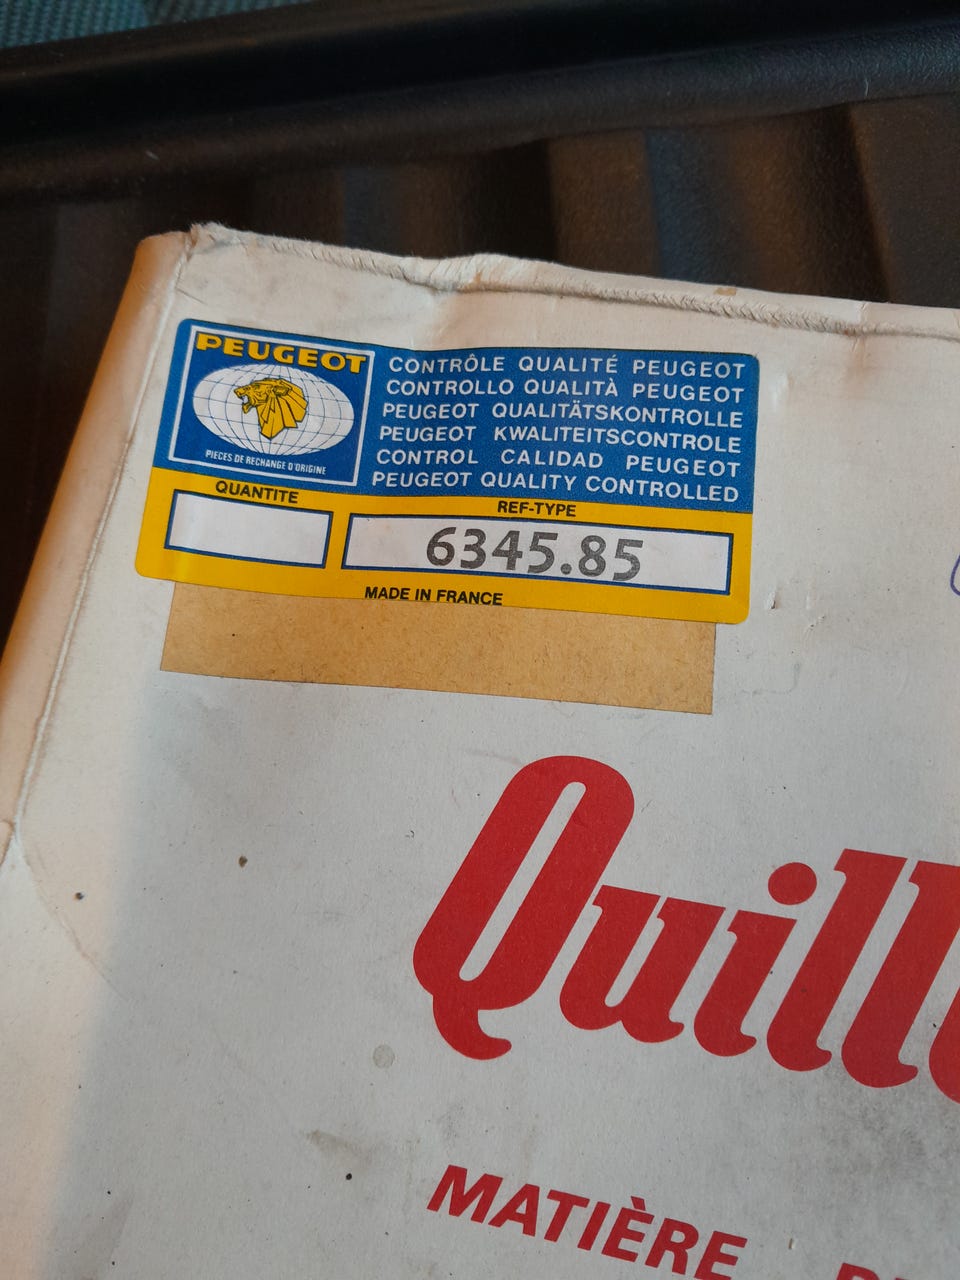 PEUGEOT
PIECES DE RECHANGE D'ORIGINE
CONTRÔLE QUALITÉ PEUGEOT
CONTROLLO QUALITÀ PEUGEOT
PEUGEOT QUALITÄTSKONTROLLE
PEUGEOT KWALITEITSCONTROLE
CONTROL CALIDAD PEUGEOT
PEUGEOT QUALITY CONTROLLED
QUANTITE
REF-TYPE
6345.85
MADE IN FRANCE
Quill
MATIÈRE